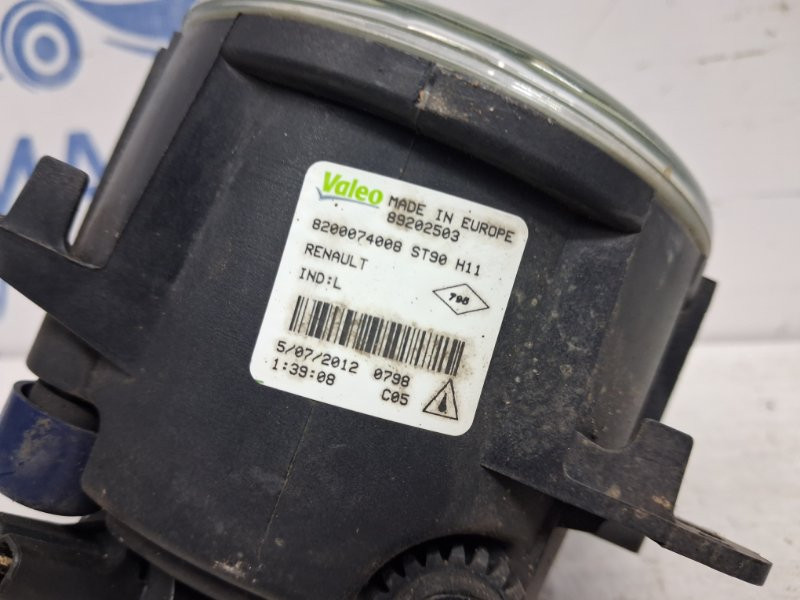 Valeo MADE IN EUROPE
89202503
8200074008 ST90 H11
RENAULT
IND:L
798
5/07/2012 0798
1:39:08 C05